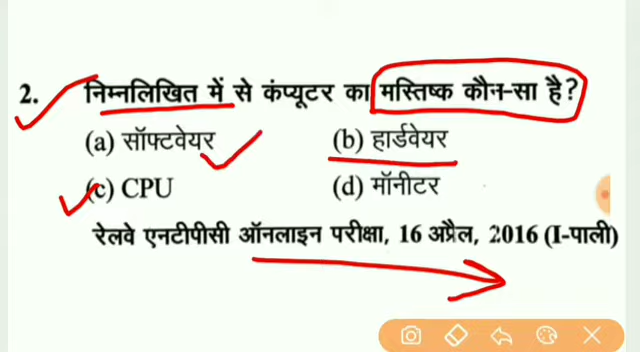 2. निम्नलिखित में से कंप्यूटर का मस्तिष्क कौन-सा है?
(a) सॉफ्टवेयर (b) हार्डवेयर
(c) CPU (d) मॉनीटर
रेलवे एनटीपीसी ऑनलाइन परीक्षा, 16 अप्रैल, 2016 (I-पाली)